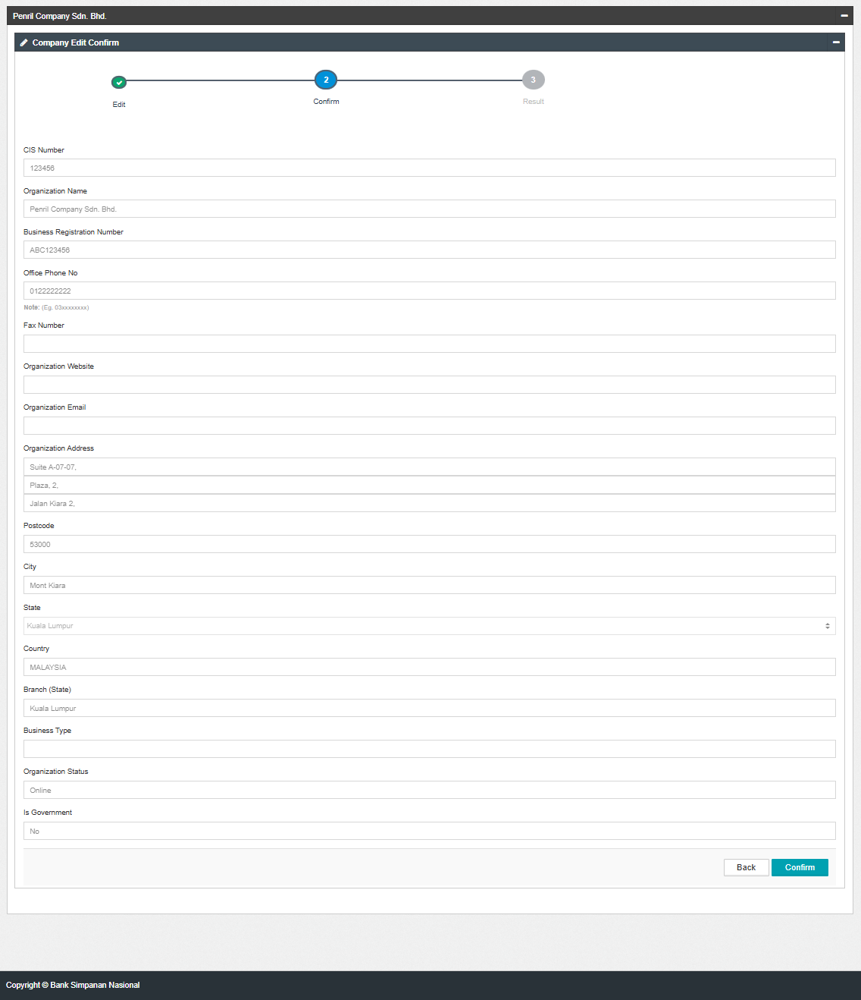 Penril Company Sdn. Bhd.
Company Edit Confirm
2
3
Edit
Confirm
Result
CIS Number
123456
Organization Name
Penril Company Sdn. Bhd.
Business Registration Number
ABC123456
Office Phone No
0122222222
Note: (Eg. 03xxxxxxxx)
Fax Number
Organization Website
Organization Email
Organization Address
Suite A-07-07,
Plaza, 2,
Jalan Kiara 2,
Postcode
53000
City
Mont Kiara
State
Kuala Lumpur
Country
MALAYSIA
Branch (State)
Kuala Lumpur
Business Type
Organization Status
Online
Is Government
No
Back
Confirm
Copyright © Bank Simpanan Nasional